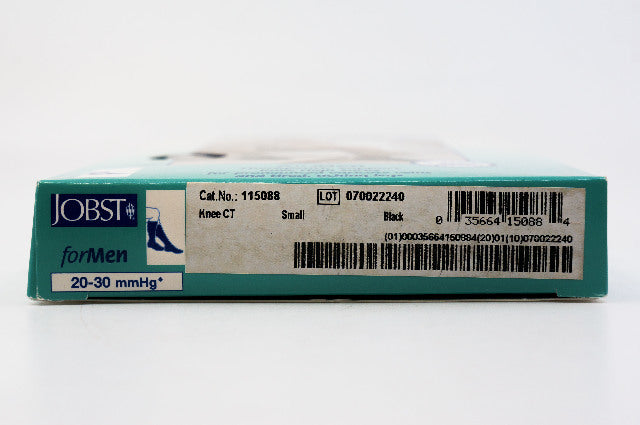 JOBST
forMen
20-30 mmHg*
Cat.No.: 115088 LOT 070022240
Knee CT Small Black
0 35664 15088 4
(01)00035664150884(20)01(10)070022240